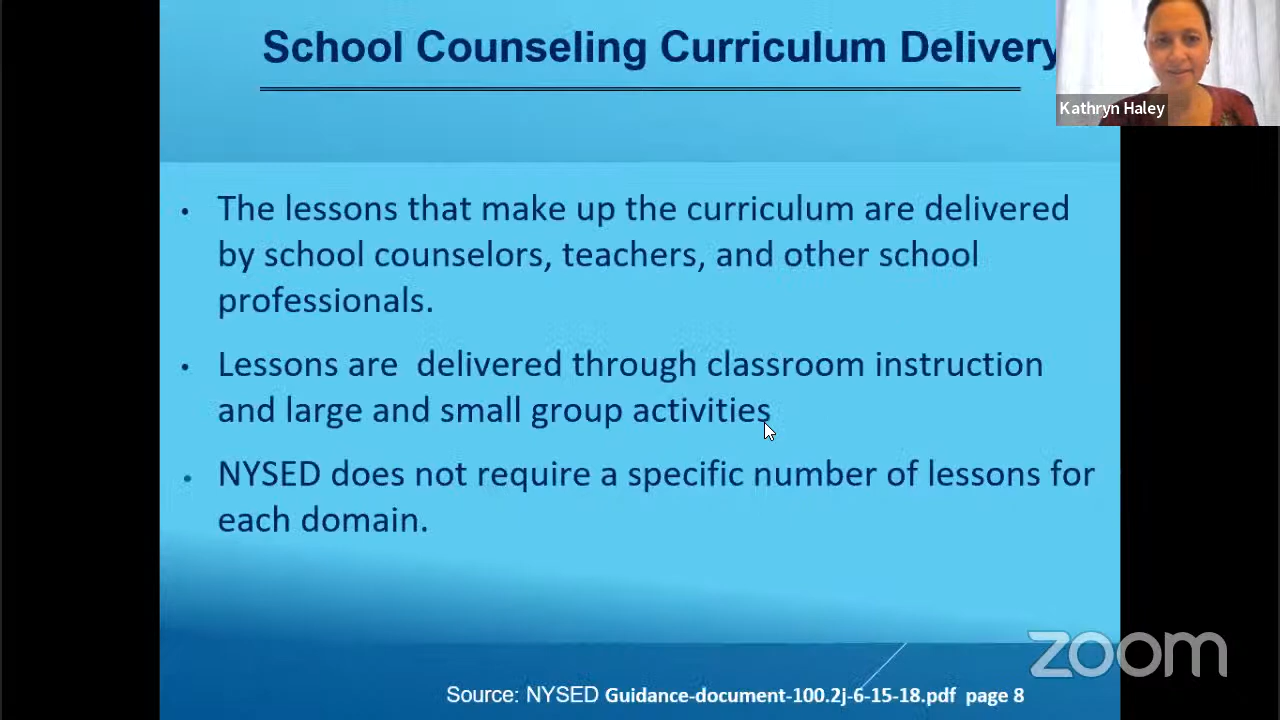 School Counseling Curriculum Delivery
Kathryn Haley
• The lessons that make up the curriculum are delivered
by school counselors, teachers, and other school
professionals.
• Lessons are  delivered through classroom instruction
and large and small group activities
• NYSED does not require a specific number of lessons for
each domain.
zoom
Source: NYSED Guidance-document-100.2j-6-15-18.pdf  page 8